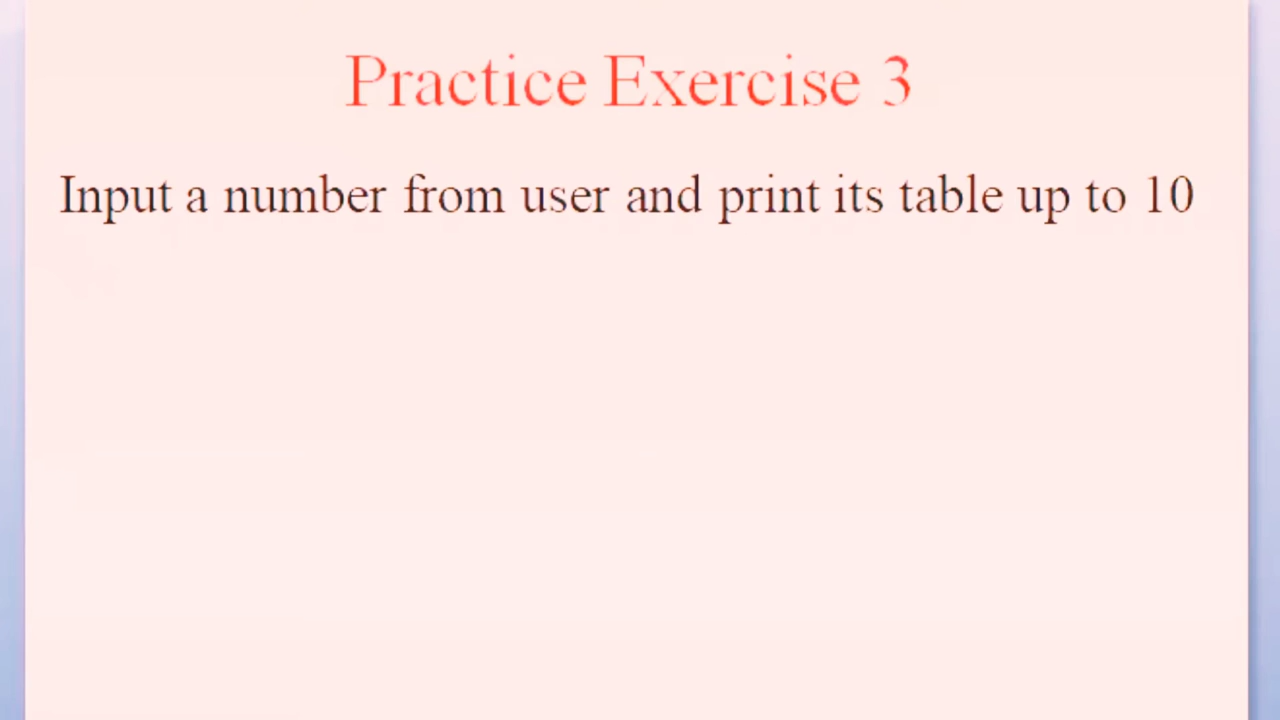 Practice Exercise 3
Input a number from user and print its table up to 10